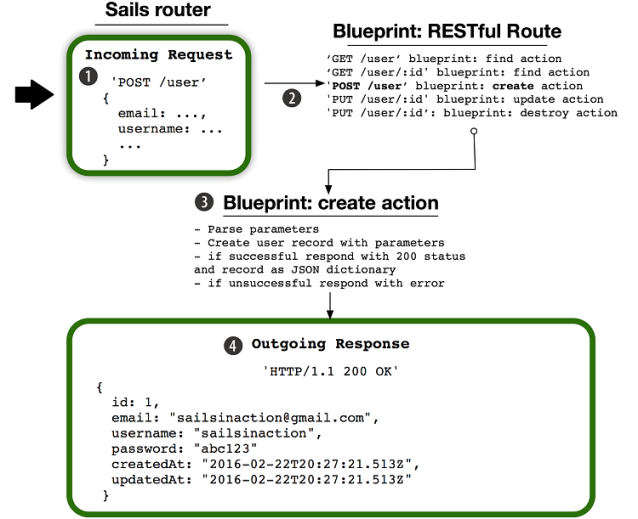 Sails router
Incoming Request
1
'POST /user’
{
email: ...,
username: ...
...
}
2
Blueprint: RESTful Route
‘GET /user’ blueprint: find action
‘GET /user/:id' blueprint: find action
'POST /user’ blueprint: create action
'PUT /user/:id' blueprint: update action
'PUT /user/:id’: blueprint: destroy action
3 Blueprint: create action
- Parse parameters
- Create user record with parameters
- if successful respond with 200 status
and record as JSON dictionary
- if unsuccessful respond with error
4 Outgoing Response
'HTTP/1.1 200 OK'
{
id: 1,
email: "sailsinaction@gmail.com",
username: "sailsinaction",
password: "abc123"
createdAt: "2016-02-22T20:27:21.513Z",
updatedAt: "2016-02-22T20:27:21.513Z"
}